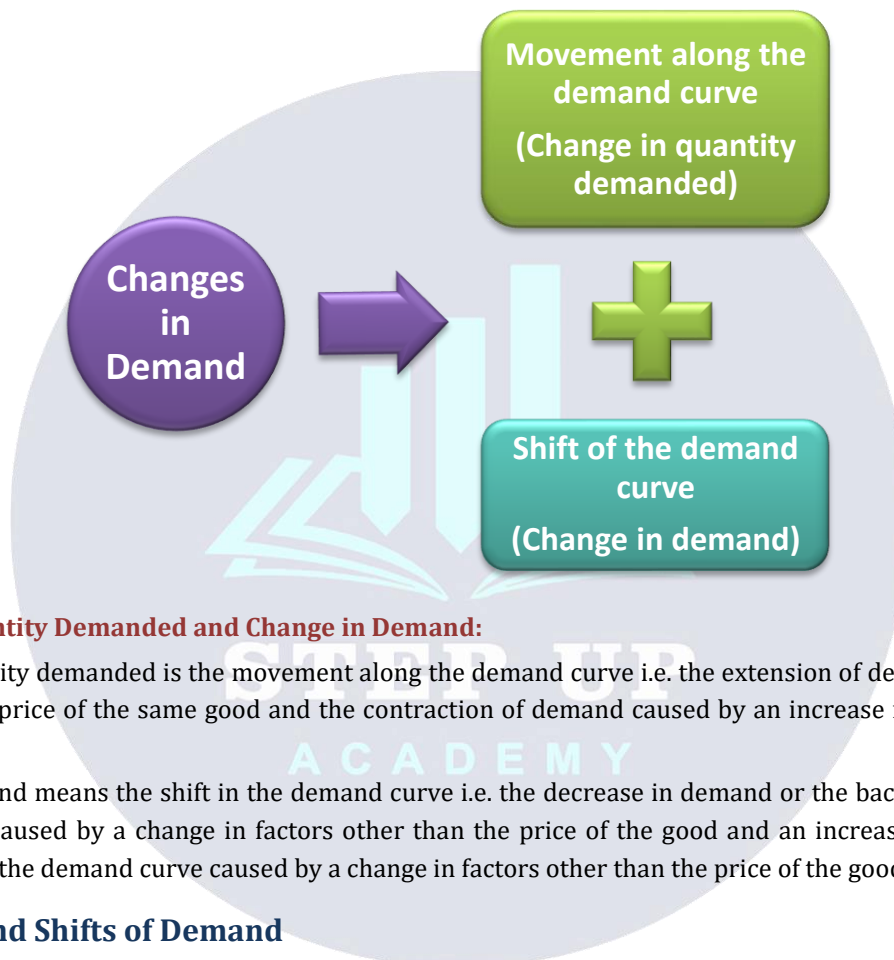 Movement along the
demand curve
(Change in quantity
demanded)
Changes
in
Demand
Shift of the demand
curve
(Change in demand)
ntity Demanded and Change in Demand:
ity demanded is the movement along the demand curve i.e. the extension of de
price of the same good and the contraction of demand caused by an increase
STEP UP
ACADEMY
nd means the shift in the demand curve i.e. the decrease in demand or the bac
aused by a change in factors other than the price of the good and an increas
the demand curve caused by a change in factors other than the price of the good
nd Shifts of Demand